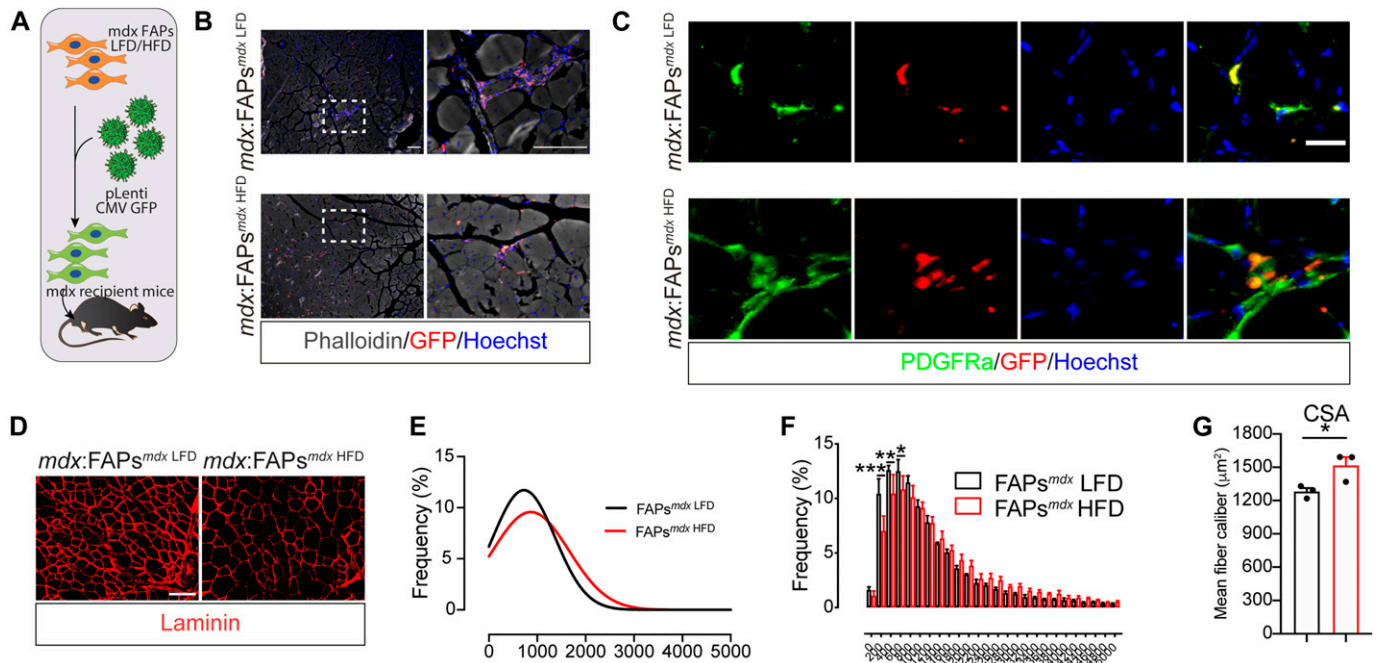 A
mdx FAPs
LFD/HFD
pLenti
CMV GFP
mdx recipient mice
B
mdx:FAPs mdx LFD
mdx:FAPs mdx HFD
Phalloidin/GFP/Hoechst
C
mdx:FAPs mdx LFD
mdx:FAPs mdx HFD
PDGFRa/GFP/Hoechst
D
mdx:FAPs mdx LFD
mdx:FAPs mdx HFD
Laminin
E
Frequency (%)
15
10
5
0
0 1000 2000 3000 4000 5000
FAPs mdx LFD
FAPs mdx HFD
F
Frequency (%)
15
10
5
0
*** ** *
FAPs mdx LFD
FAPs mdx HFD
200 400 600 800
G
CSA
*
Mean fiber caliber (μm²)
1800
1500
1200
900
600
300
0